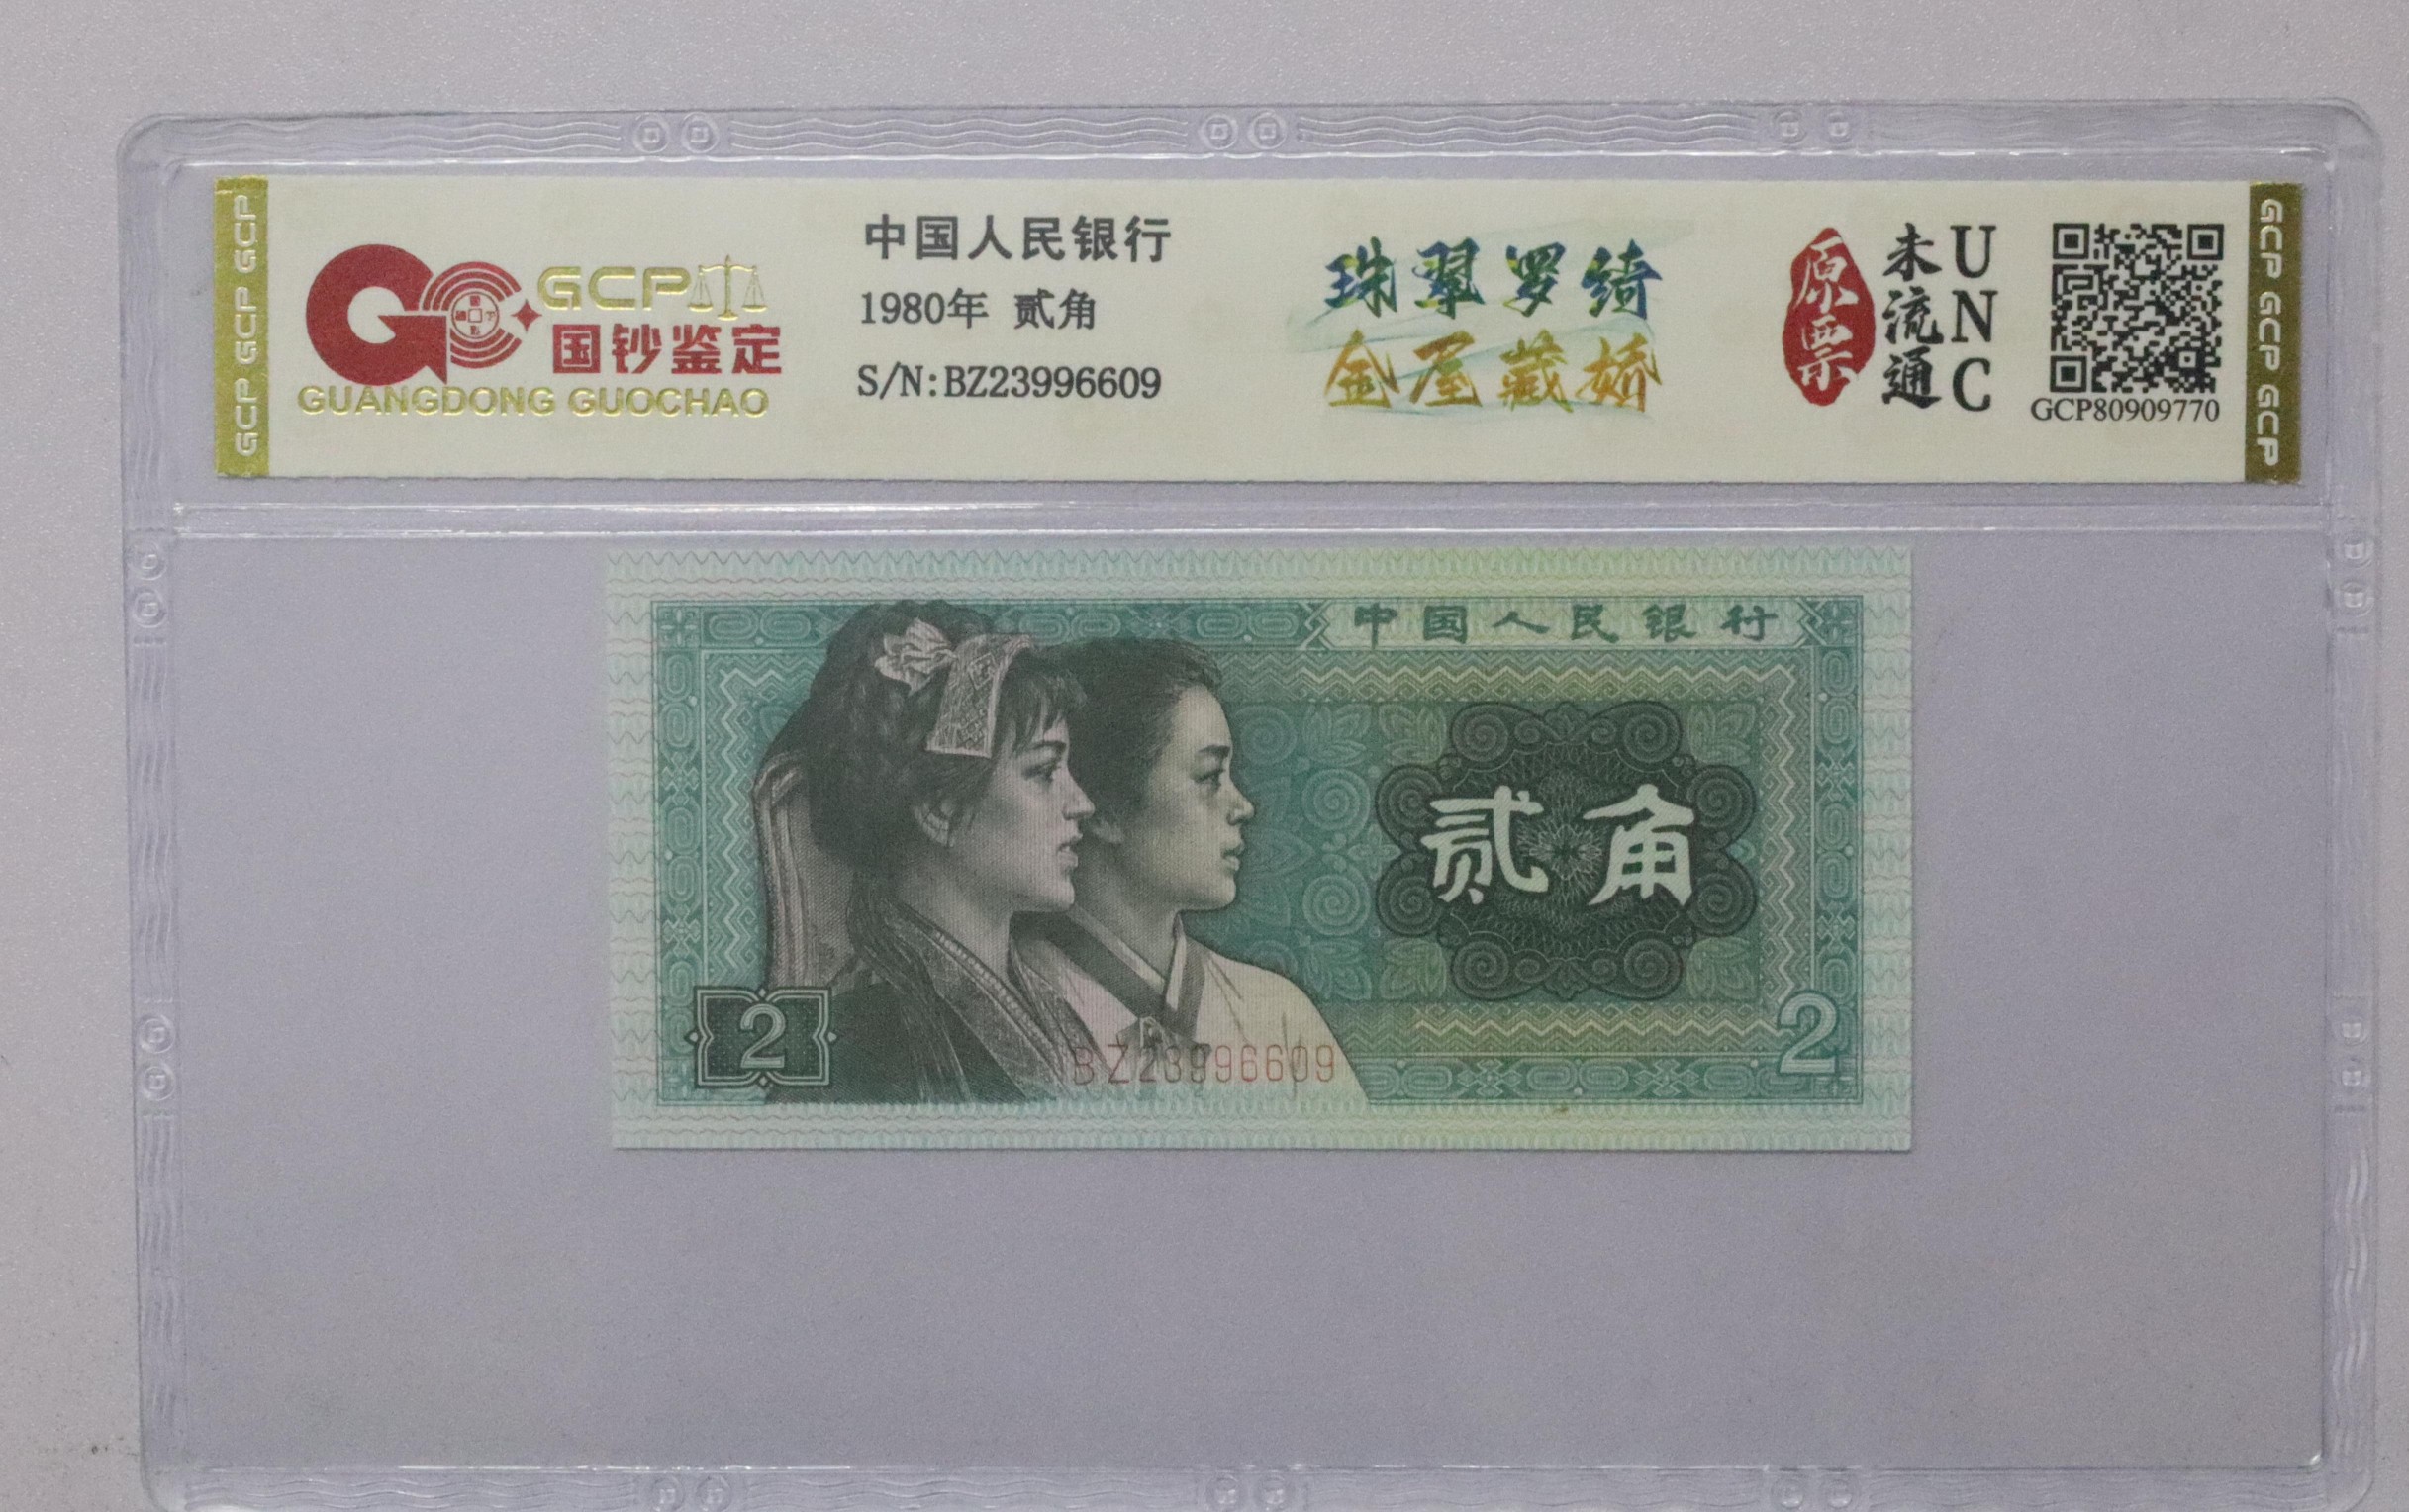 GCP GCP GCP
GCP
国钞鉴定
GUANGDONG GUOCHAO
中国人民银行
1980年 贰角
S/N:BZ23996609
珠翠罗绮
金屋藏娇
原票
未流通
UNC
GCP80909770
GCP GCP GCP
中国人民银行
贰角
2
2
BZ23996609